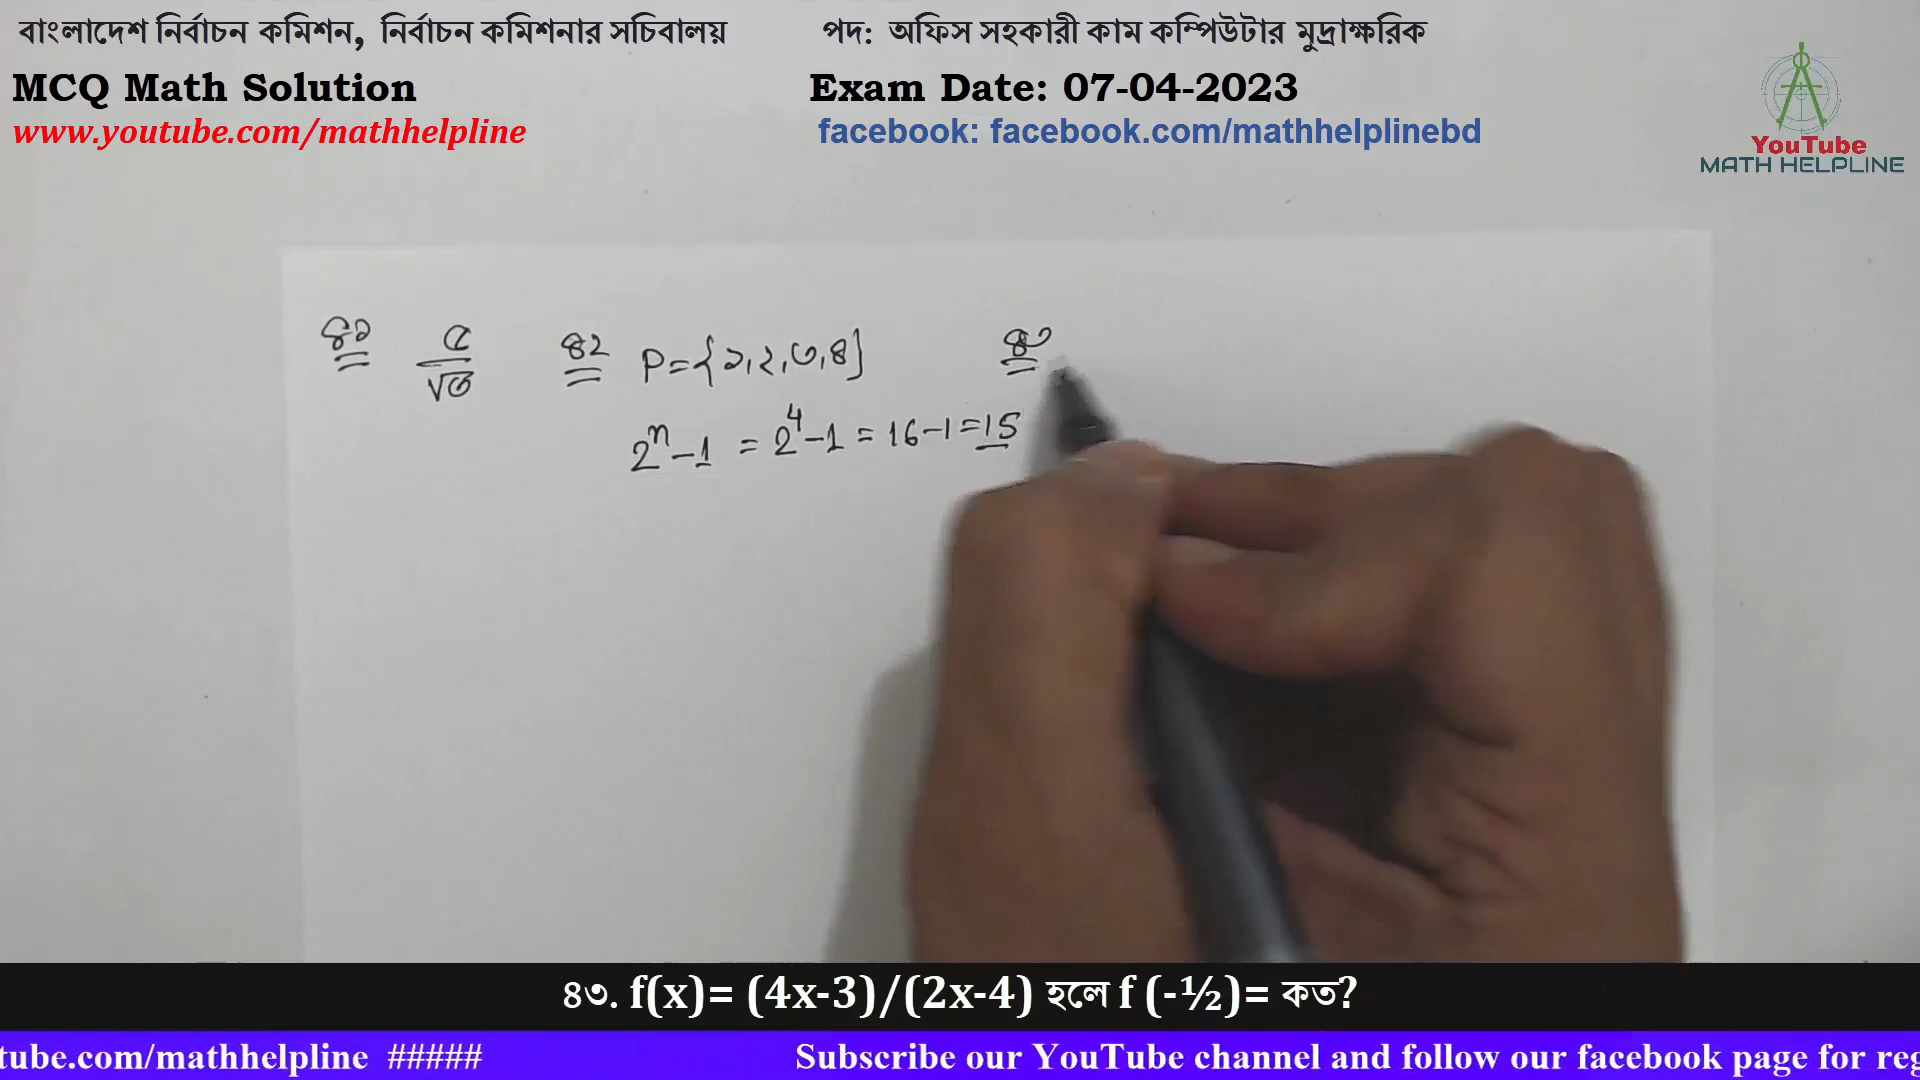 বাংলাদেশ নির্বাচন কমিশন, নির্বাচন কমিশনার সচিবালয়
পদ: অফিস সহকারী কাম কম্পিউটার মুদ্রাক্ষরিক
MCQ Math Solution
Exam Date: 07-04-2023
www.youtube.com/mathhelpline
facebook: facebook.com/mathhelplinebd
YouTube
MATH HELPLINE
৪১ ৫/√৩
৪২ P={১,২,৩,৪}
2ⁿ-1 = 2⁴-1 = 16-1=15
৪৩
৪৩. f(x)= (4x-3)/(2x-4) হলে f (-½)= কত?
tube.com/mathhelpline #####
Subscribe our YouTube channel and follow our facebook page for reg